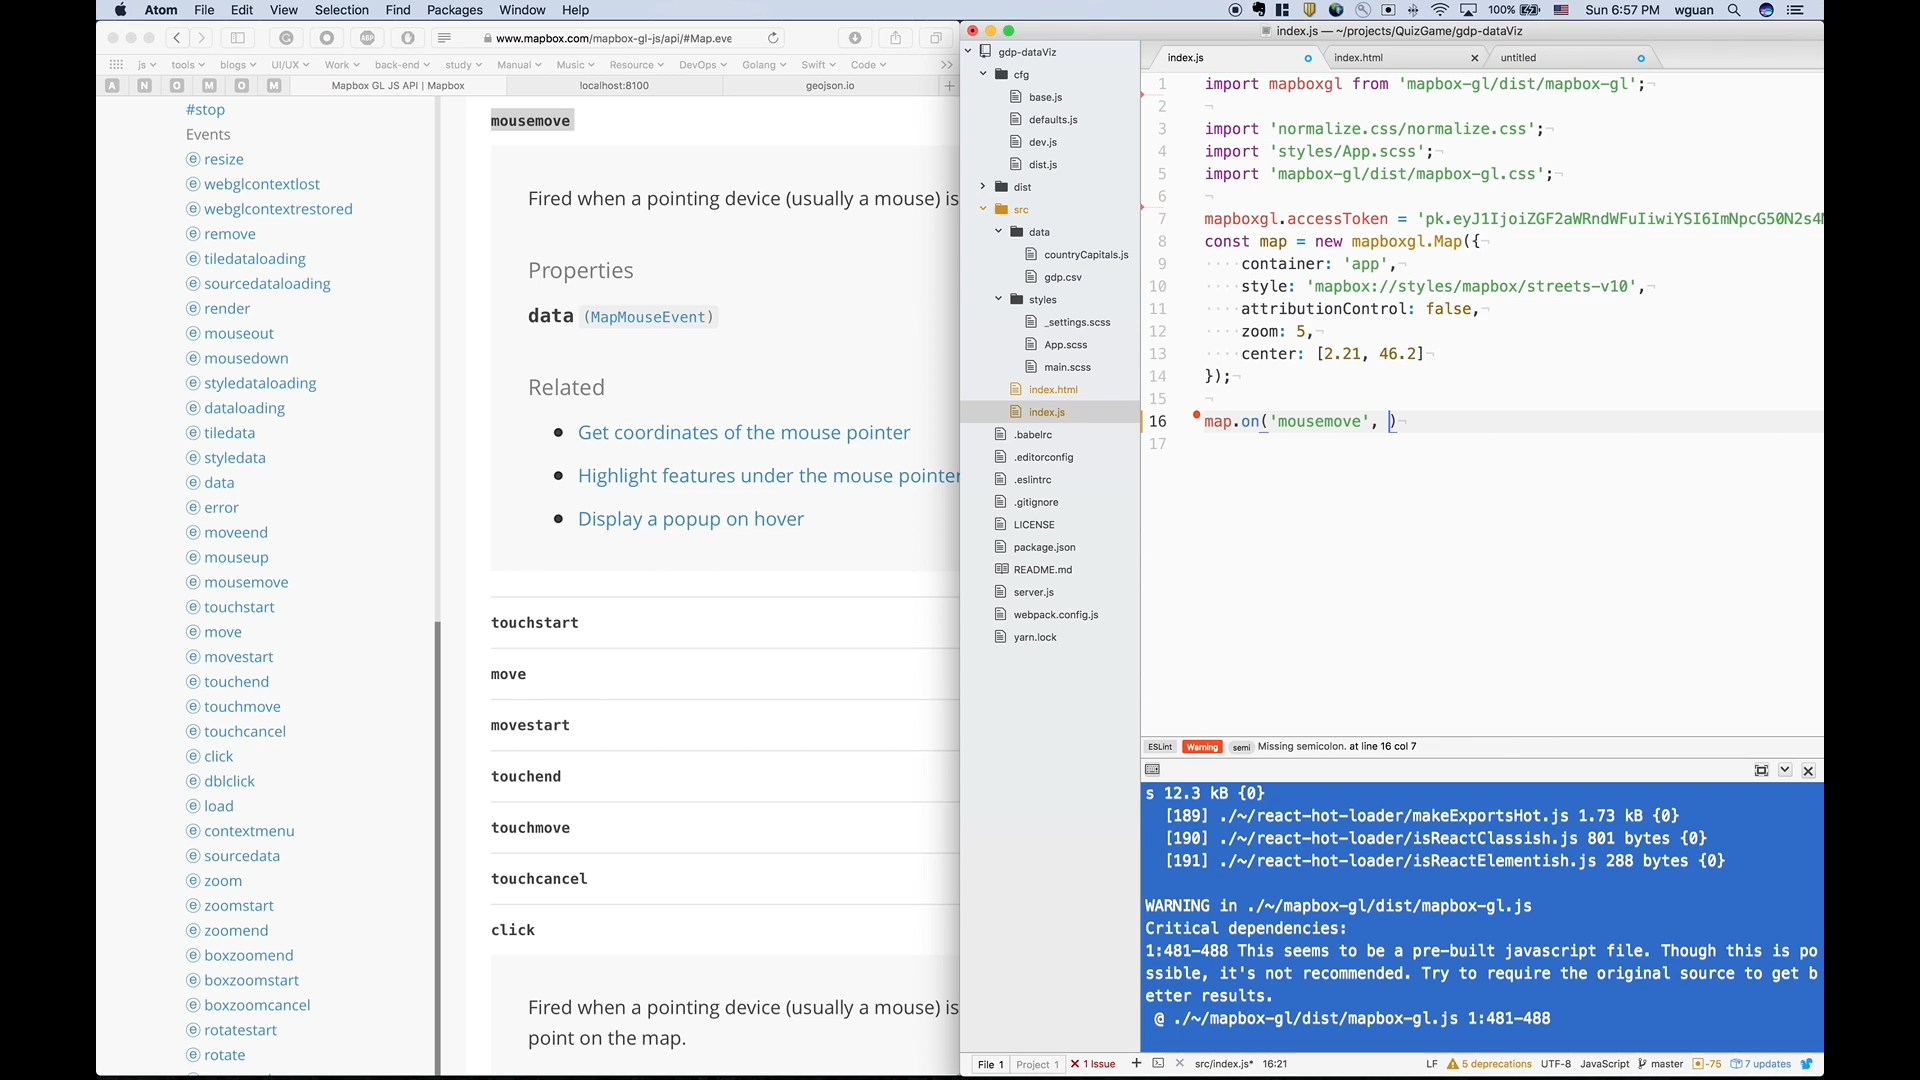 Atom File Edit View Selection Find Packages Window Help
100% Sun 6:57 PM wguan
www.mapbox.com/mapbox-gl-js/api/#Map.eve
js tools blogs UI/UX Work back-end study Manual Music Resource DevOps Golang Swift Code >>
A N O M O M Mapbox GL JS API | Mapbox localhost:8100 geojson.io +
#stop
Events
resize
webglcontextlost
webglcontextrestored
remove
tiledataloading
sourcedataloading
render
mouseout
mousedown
styledataloading
dataloading
tiledata
styledata
data
error
moveend
mouseup
mousemove
touchstart
move
movestart
touchend
touchmove
touchcancel
click
dblclick
load
contextmenu
sourcedata
zoom
zoomstart
zoomend
boxzoomend
boxzoomstart
boxzoomcancel
rotatestart
rotate
mousemove
Fired when a pointing device (usually a mouse) is
Properties
data (MapMouseEvent)
Related
Get coordinates of the mouse pointer
Highlight features under the mouse pointer
Display a popup on hover
touchstart
move
movestart
touchend
touchmove
touchcancel
click
Fired when a pointing device (usually a mouse) is
point on the map.
index.js — ~/projects/QuizGame/gdp-dataViz
gdp-dataViz
cfg
base.js
defaults.js
dev.js
dist.js
dist
src
data
countryCapitals.js
gdp.csv
styles
_settings.scss
App.scss
main.scss
index.html
index.js
.babelrc
.editorconfig
.eslintrc
.gitignore
LICENSE
package.json
README.md
server.js
webpack.config.js
yarn.lock
index.js index.html untitled
1 import mapboxgl from 'mapbox-gl/dist/mapbox-gl';¬
2 ¬
3 import 'normalize.css/normalize.css';¬
4 import 'styles/App.scss';¬
5 import 'mapbox-gl/dist/mapbox-gl.css';¬
6 ¬
7 mapboxgl.accessToken = 'pk.eyJ1IjoiZGF2aWRndWFuIiwiYSI6ImNpcG50N2s4M
8 const map = new mapboxgl.Map({¬
9 ····container: 'app',¬
10 ····style: 'mapbox://styles/mapbox/streets-v10',¬
11 ····attributionControl: false,¬
12 ····zoom: 5,¬
13 ····center: [2.21, 46.2]¬
14 });¬
15 ¬
16 map.on('mousemove', )¬
17
ESLint Warning semi Missing semicolon. at line 16 col 7
s 12.3 kB {0}
[189] ./~/react-hot-loader/makeExportsHot.js 1.73 kB {0}
[190] ./~/react-hot-loader/isReactClassish.js 801 bytes {0}
[191] ./~/react-hot-loader/isReactElementish.js 288 bytes {0}
WARNING in ./~/mapbox-gl/dist/mapbox-gl.js
Critical dependencies:
1:481-488 This seems to be a pre-built javascript file. Though this is po
ssible, it's not recommended. Try to require the original source to get b
etter results.
@ ./~/mapbox-gl/dist/mapbox-gl.js 1:481-488
File 1 Project 1 1 Issue src/index.js* 16:21 LF 5 deprecations UTF-8 JavaScript master -75 7 updates